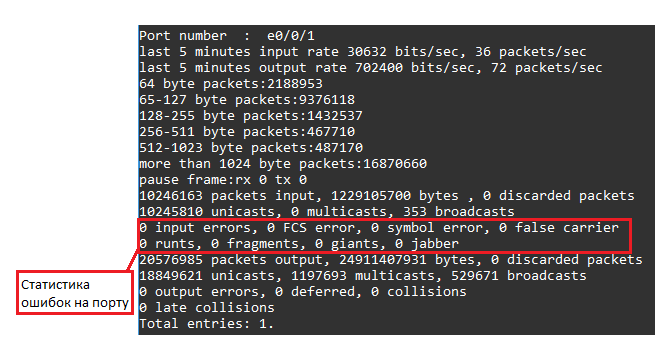 Port number  :  e0/0/1
last 5 minutes input rate 30632 bits/sec, 36 packets/sec
last 5 minutes output rate 702400 bits/sec, 72 packets/sec
64 byte packets:2188953
65-127 byte packets:9376118
128-255 byte packets:1432537
256-511 byte packets:467710
512-1023 byte packets:487170
more than 1024 byte packets:16870660
pause frame:rx 0 tx 0
10246163 packets input, 1229105700 bytes , 0 discarded packets
10245810 unicasts, 0 multicasts, 353 broadcasts
0 input errors, 0 FCS error, 0 symbol error, 0 false carrier
0 runts, 0 fragments, 0 giants, 0 jabber
20576985 packets output, 24911407931 bytes, 0 discarded packets
18849621 unicasts, 1197693 multicasts, 529671 broadcasts
0 output errors, 0 deferred, 0 collisions
0 late collisions
Total entries: 1.
Статистика
ошибок на порту